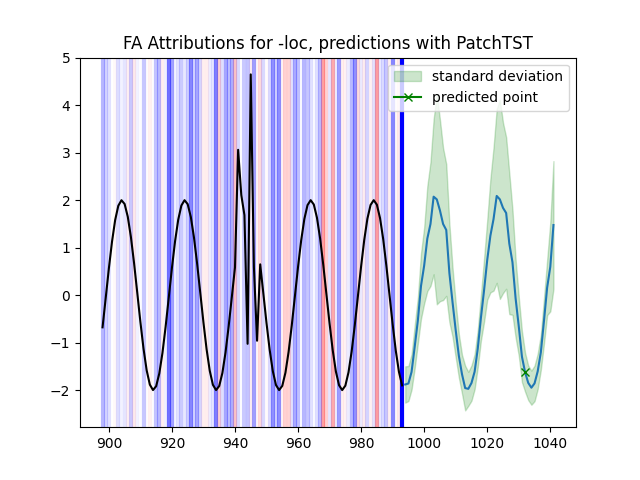 FA Attributions for -loc, predictions with PatchTST
standard deviation
predicted point
5
4
3
2
1
0
−1
−2
900 920 940 960 980 1000 1020 1040